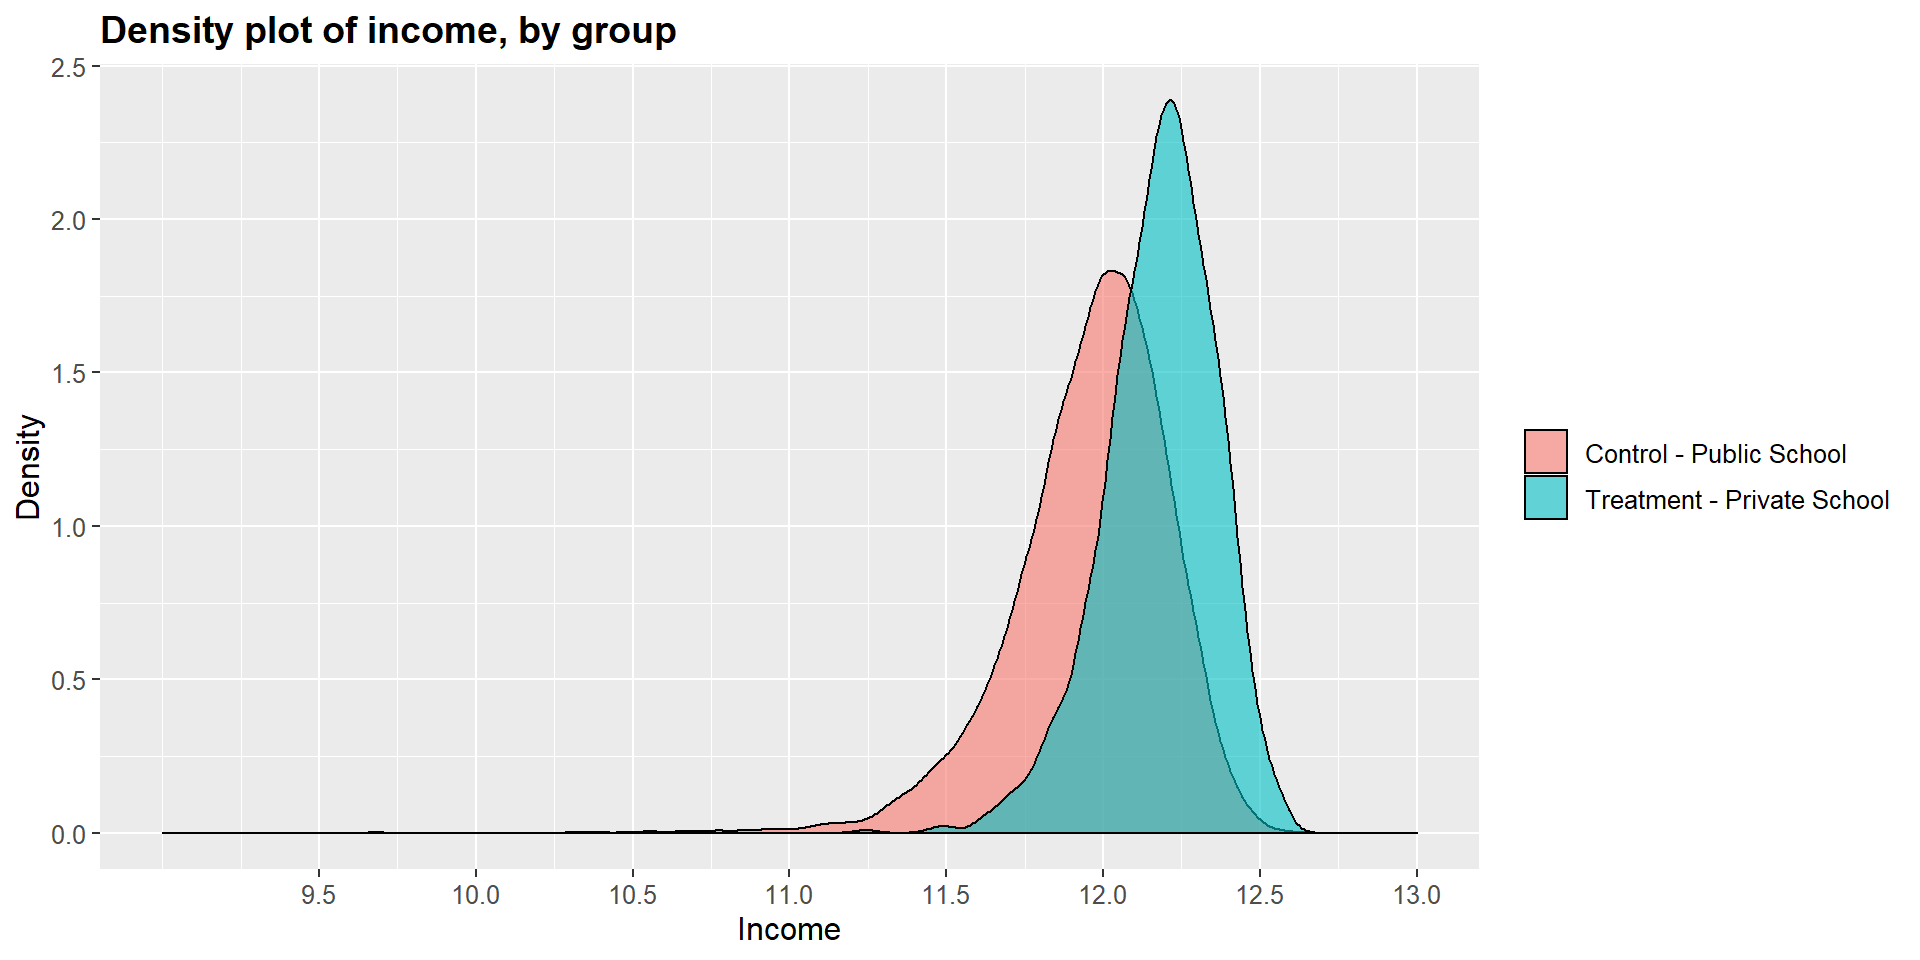 Density plot of income, by group
2.5
2.0
1.5
1.0
0.5
0.0
Density
9.5 10.0 10.5 11.0 11.5 12.0 12.5 13.0
Income
Control - Public School
Treatment - Private School